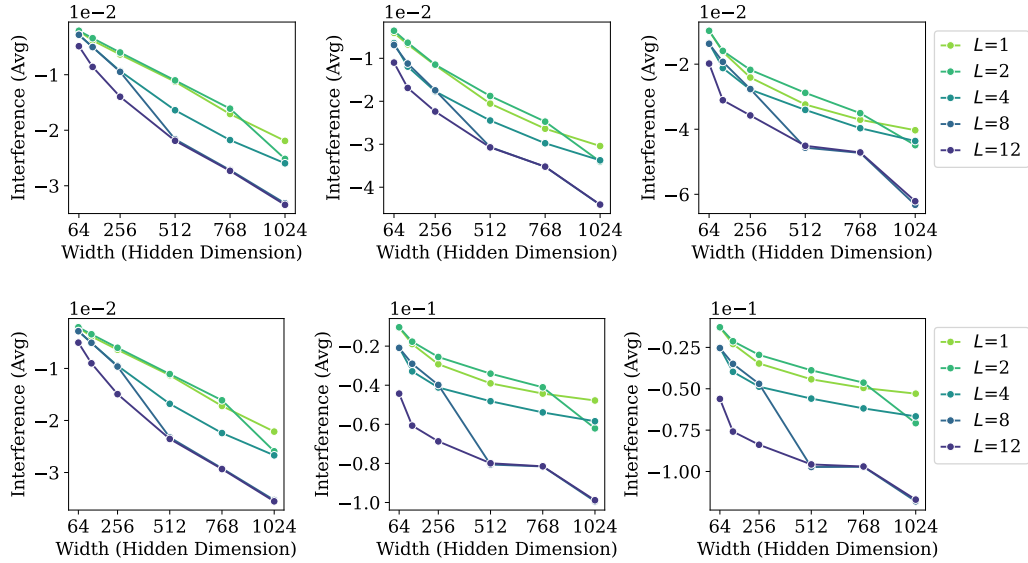 1e−2
Interference (Avg)
−1
−2
−3
64 256 512 768 1024
Width (Hidden Dimension)
1e−2
Interference (Avg)
−1
−2
−3
−4
64 256 512 768 1024
Width (Hidden Dimension)
1e−2
Interference (Avg)
−2
−4
−6
64 256 512 768 1024
Width (Hidden Dimension)
L=1
L=2
L=4
L=8
L=12
1e−2
Interference (Avg)
−1
−2
−3
64 256 512 768 1024
Width (Hidden Dimension)
1e−1
Interference (Avg)
−0.2
−0.4
−0.6
−0.8
−1.0
64 256 512 768 1024
Width (Hidden Dimension)
1e−1
Interference (Avg)
−0.25
−0.50
−0.75
−1.00
64 256 512 768 1024
Width (Hidden Dimension)
L=1
L=2
L=4
L=8
L=12